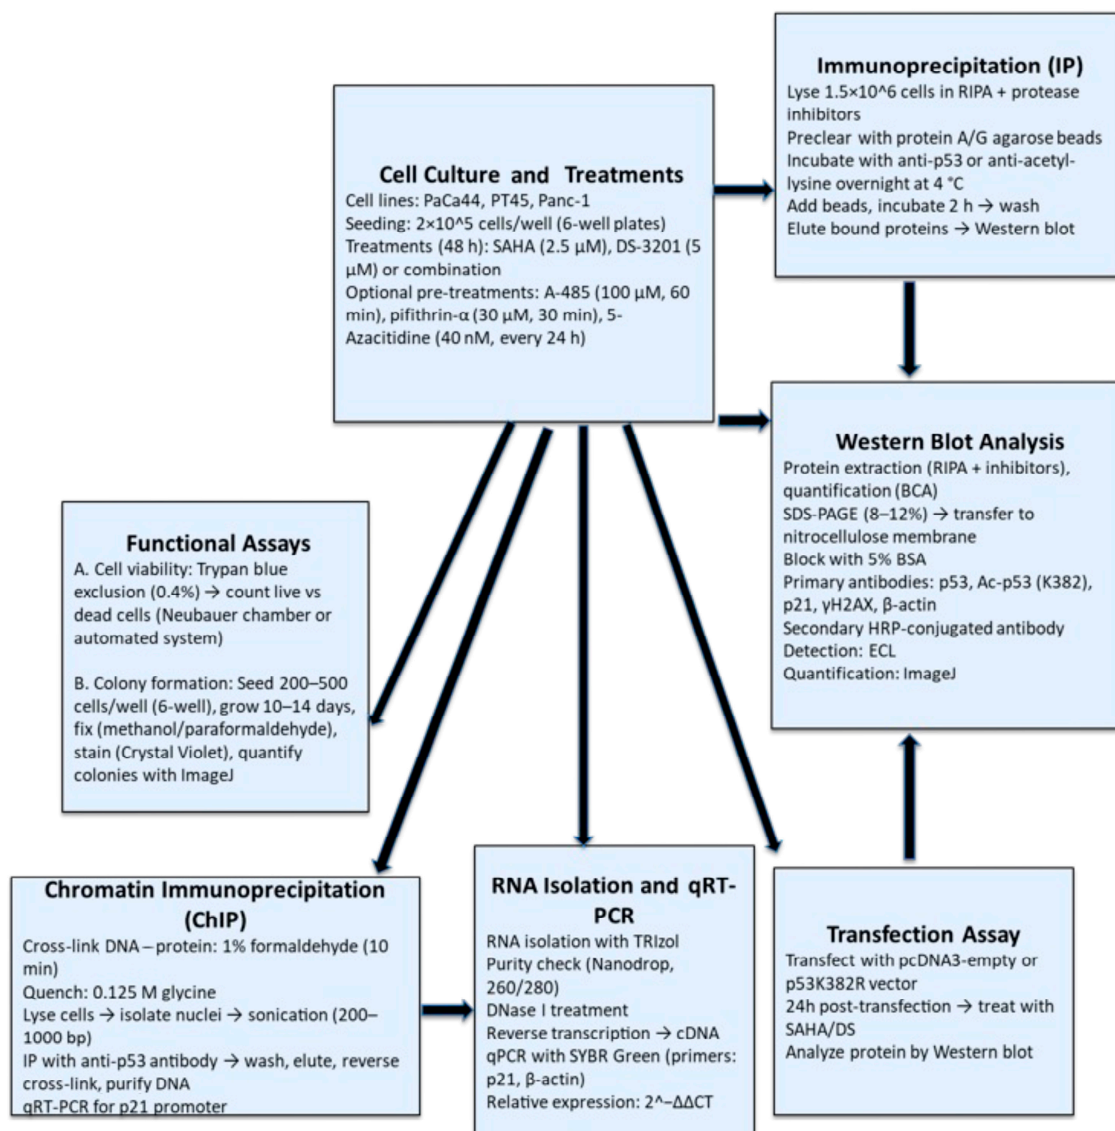 Immunoprecipitation (IP)
Lyse 1.5×10^6 cells in RIPA + protease
inhibitors
Preclear with protein A/G agarose beads
Incubate with anti-p53 or anti-acetyl-
lysine overnight at 4 °C
Add beads, incubate 2 h → wash
Elute bound proteins → Western blot
Cell Culture and Treatments
Cell lines: PaCa44, PT45, Panc-1
Seeding: 2×10^5 cells/well (6-well plates)
Treatments (48 h): SAHA (2.5 μM), DS-3201 (5
μM) or combination
Optional pre-treatments: A-485 (100 μM, 60
min), pifithrin-α (30 μM, 30 min), 5-
Azacitidine (40 nM, every 24 h)
Western Blot Analysis
Protein extraction (RIPA + inhibitors),
quantification (BCA)
SDS-PAGE (8–12%) → transfer to
nitrocellulose membrane
Block with 5% BSA
Primary antibodies: p53, Ac-p53 (K382),
p21, γH2AX, β-actin
Secondary HRP-conjugated antibody
Detection: ECL
Quantification: ImageJ
Functional Assays
A. Cell viability: Trypan blue
exclusion (0.4%) → count live vs
dead cells (Neubauer chamber or
automated system)
B. Colony formation: Seed 200–500
cells/well (6-well), grow 10–14 days,
fix (methanol/paraformaldehyde),
stain (Crystal Violet), quantify
colonies with ImageJ
Chromatin Immunoprecipitation
(ChIP)
Cross-link DNA–protein: 1% formaldehyde (10
min)
Quench: 0.125 M glycine
Lyse cells → isolate nuclei → sonication (200–
1000 bp)
IP with anti-p53 antibody → wash, elute, reverse
cross-link, purify DNA
qRT-PCR for p21 promoter
RNA Isolation and qRT-
PCR
RNA isolation with TRIzol
Purity check (Nanodrop,
260/280)
DNase I treatment
Reverse transcription → cDNA
qPCR with SYBR Green (primers:
p21, β-actin)
Relative expression: 2^−ΔΔCT
Transfection Assay
Transfect with pcDNA3-empty or
p53K382R vector
24h post-transfection → treat with
SAHA/DS
Analyze protein by Western blot